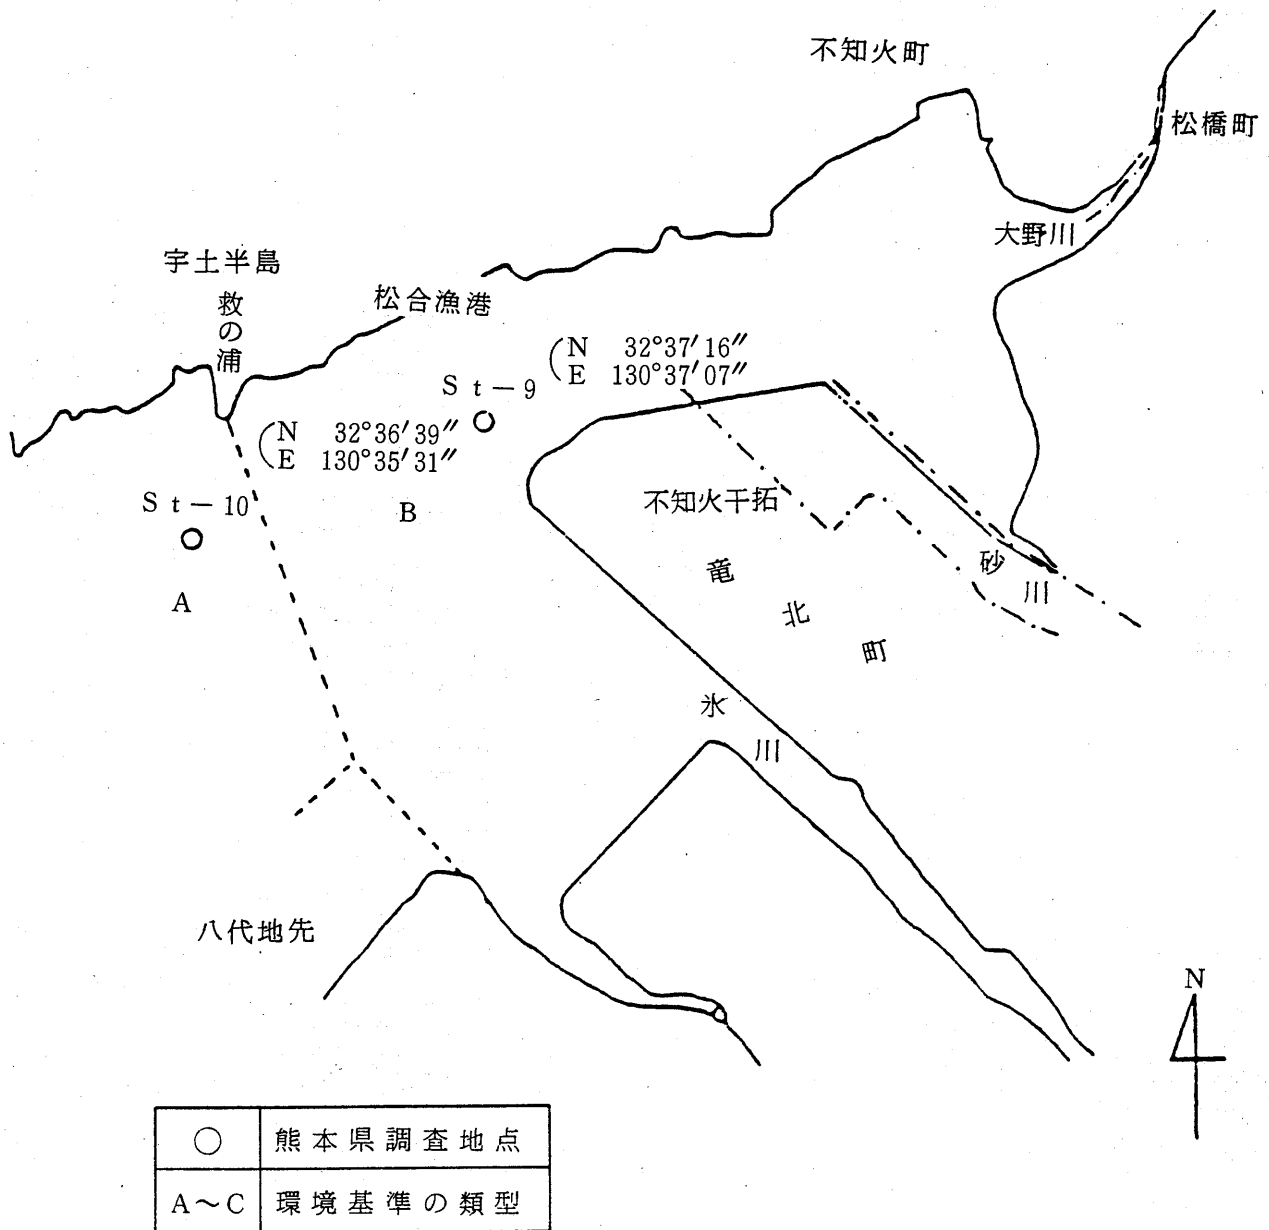 不知火町
松橋町
大野川
宇土半島
救の浦
松合漁港
N 32°37′16″
E 130°37′07″
St－9
N 32°36′39″
E 130°35′31″
St－10
B
A
不知火干拓
竜北町
砂川
氷川
八代地先
N
○ 熊本県調査地点
A～C 環境基準の類型